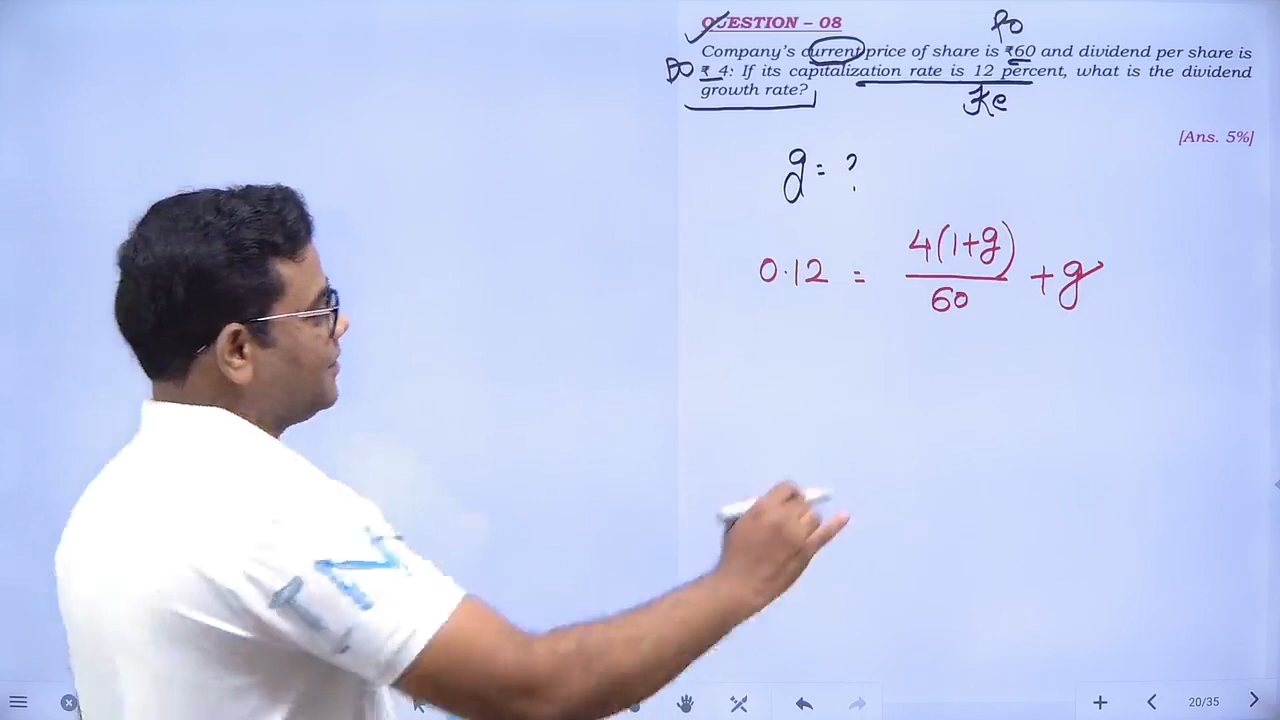 QUESTION – 08
Po
Company's current price of share is ₹60 and dividend per share is
Do ₹ 4: If its capitalization rate is 12 percent, what is the dividend
growth rate?
Ke
[Ans. 5%]
g = ?
0.12 = 4(1+g)
60
+ g
20/35